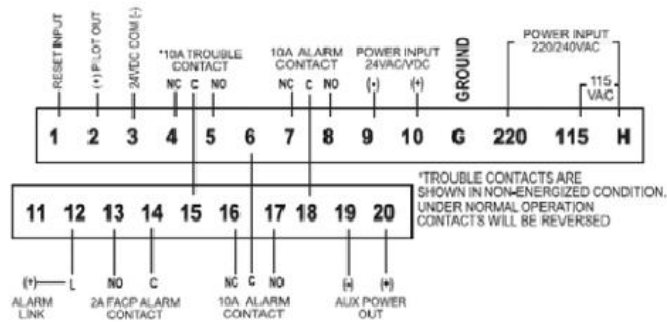 RESET INPUT
(+) PILOT OUT
24VDC COM (-)
*10A TROUBLE
CONTACT
NC C NO
10A ALARM
CONTACT
NC C NO
POWER INPUT
24VAC/VDC
(-) (+)
GROUND
POWER INPUT
220/240VAC
115
VAC
1 2 3 4 5 6 7 8 9 10 G 220 115 H
*TROUBLE CONTACTS ARE
SHOWN IN NON-ENERGIZED CONDITION.
UNDER NORMAL OPERATION
CONTACTS WILL BE REVERSED
11 12 13 14 15 16 17 18 19 20
(+) L
ALARM
LINK
NO C
2A FACP ALARM
CONTACT
NC C NO
10A ALARM
CONTACT
(-) (+)
AUX POWER
OUT